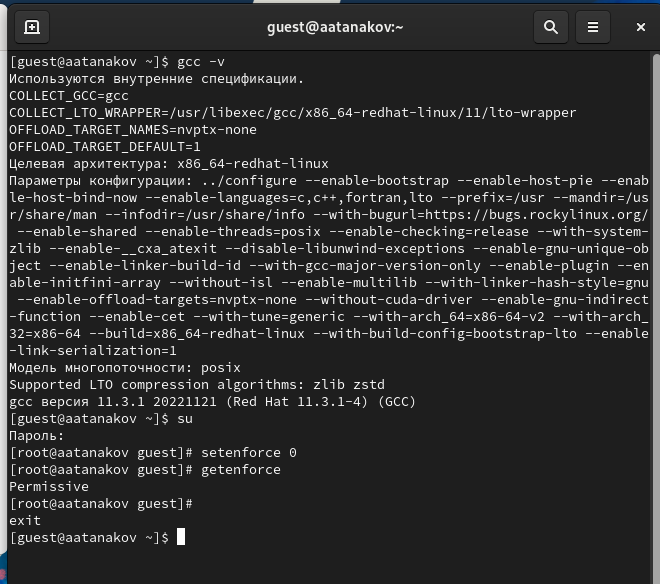 guest@aatanakov:~
[guest@aatanakov ~]$ gcc -v
Используются внутренние спецификации.
COLLECT_GCC=gcc
COLLECT_LTO_WRAPPER=/usr/libexec/gcc/x86_64-redhat-linux/11/lto-wrapper
OFFLOAD_TARGET_NAMES=nvptx-none
OFFLOAD_TARGET_DEFAULT=1
Целевая архитектура: x86_64-redhat-linux
Параметры конфигурации: ../configure --enable-bootstrap --enable-host-pie --enab
le-host-bind-now --enable-languages=c,c++,fortran,lto --prefix=/usr --mandir=/us
r/share/man --infodir=/usr/share/info --with-bugurl=https://bugs.rockylinux.org/
 --enable-shared --enable-threads=posix --enable-checking=release --with-system-
zlib --enable-__cxa_atexit --disable-libunwind-exceptions --enable-gnu-unique-ob
ject --enable-linker-build-id --with-gcc-major-version-only --enable-plugin --en
able-initfini-array --without-isl --enable-multilib --with-linker-hash-style=gnu
 --enable-offload-targets=nvptx-none --without-cuda-driver --enable-gnu-indirect
-function --enable-cet --with-tune=generic --with-arch_64=x86-64-v2 --with-arch_
32=x86-64 --build=x86_64-redhat-linux --with-build-config=bootstrap-lto --enable
-link-serialization=1
Модель многопоточности: posix
Supported LTO compression algorithms: zlib zstd
gcc версия 11.3.1 20221121 (Red Hat 11.3.1-4) (GCC)
[guest@aatanakov ~]$ su
Пароль:
[root@aatanakov guest]# setenforce 0
[root@aatanakov guest]# getenforce
Permissive
[root@aatanakov guest]#
exit
[guest@aatanakov ~]$